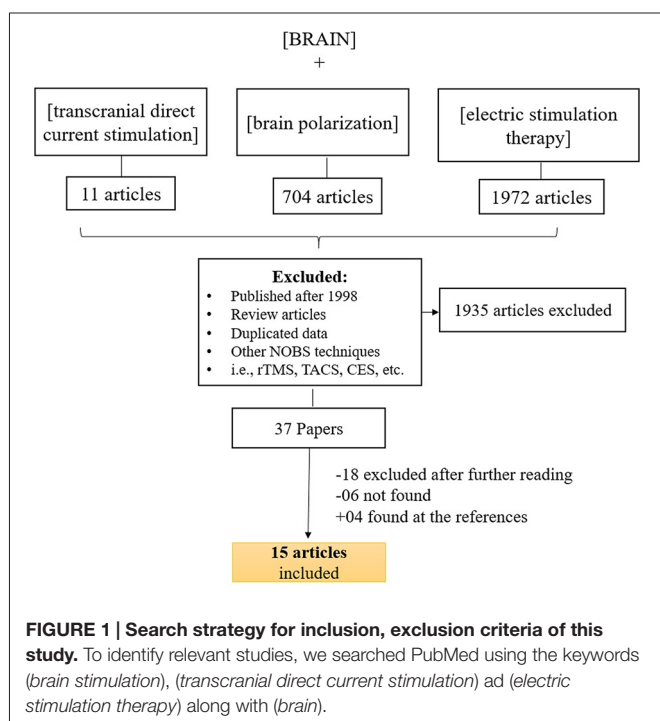 [BRAIN]
+
[transcranial direct
current stimulation]
[brain polarization]
[electric stimulation
therapy]
11 articles
704 articles
1972 articles
Excluded:
• Published after 1998
• Review articles
• Duplicated data
• Other NOBS techniques
• i.e., rTMS, TACS, CES, etc.
1935 articles excluded
37 Papers
-18 excluded after further reading
-06 not found
+04 found at the references
15 articles
included
FIGURE 1 | Search strategy for inclusion, exclusion criteria of this
study. To identify relevant studies, we searched PubMed using the keywords
(brain stimulation), (transcranial direct current stimulation) ad (electric
stimulation therapy) along with (brain).